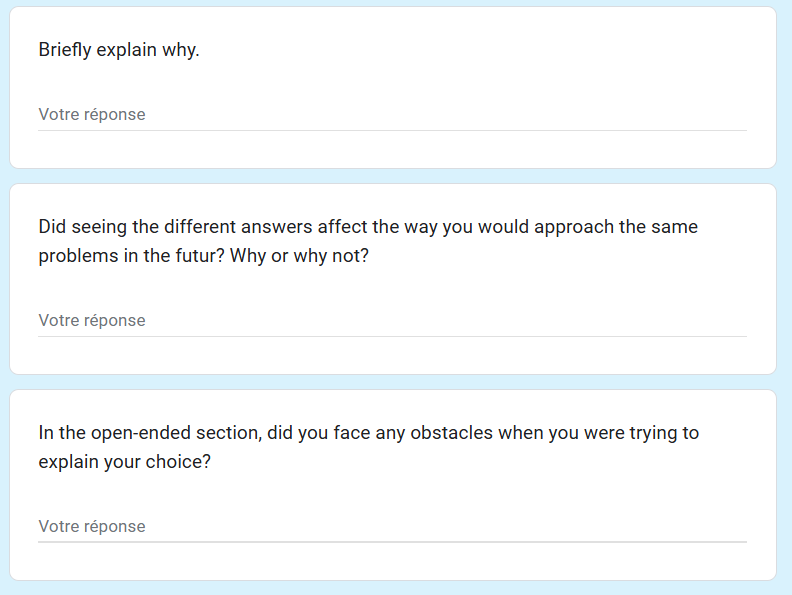 Briefly explain why.
Votre réponse
Did seeing the different answers affect the way you would approach the same
problems in the futur? Why or why not?
Votre réponse
In the open-ended section, did you face any obstacles when you were trying to
explain your choice?
Votre réponse